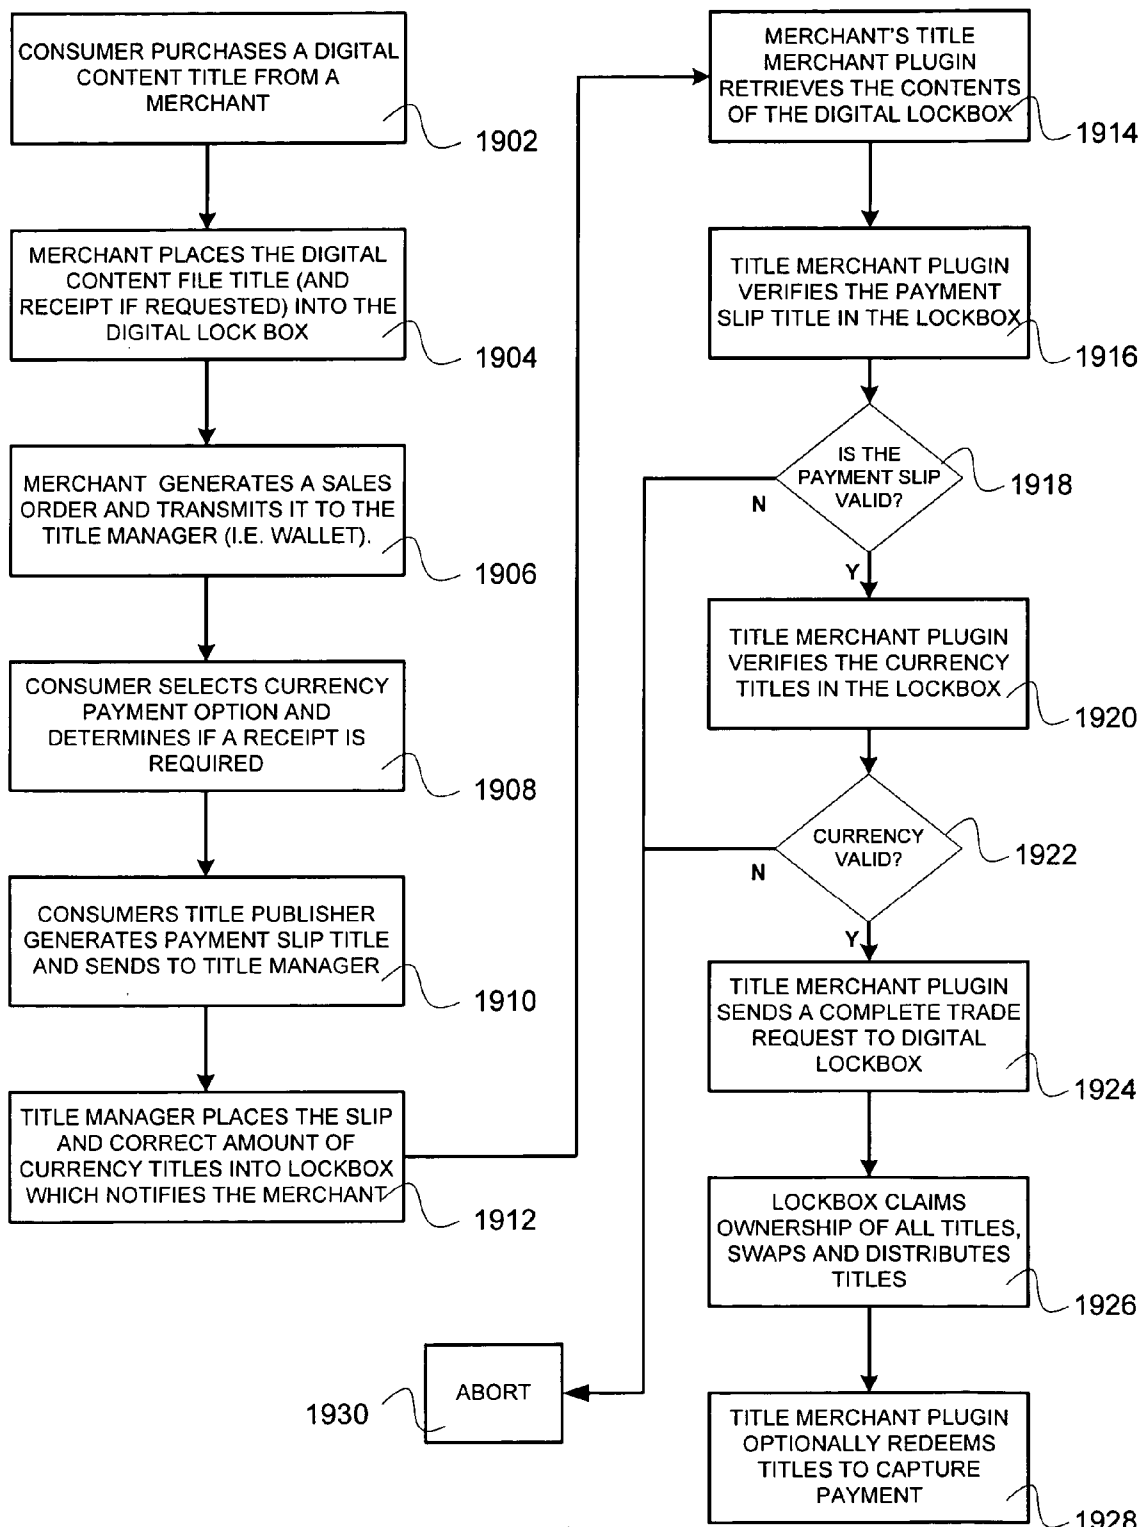 CONSUMER PURCHASES A DIGITAL
CONTENT TITLE FROM A
MERCHANT
1902
MERCHANT PLACES THE DIGITAL
CONTENT FILE TITLE (AND
RECEIPT IF REQUESTED) INTO THE
DIGITAL LOCK BOX
1904
MERCHANT GENERATES A SALES
ORDER AND TRANSMITS IT TO THE
TITLE MANAGER (I.E. WALLET).
1906
CONSUMER SELECTS CURRENCY
PAYMENT OPTION AND
DETERMINES IF A RECEIPT IS
REQUIRED
1908
CONSUMERS TITLE PUBLISHER
GENERATES PAYMENT SLIP TITLE
AND SENDS TO TITLE MANAGER
1910
TITLE MANAGER PLACES THE SLIP
AND CORRECT AMOUNT OF
CURRENCY TITLES INTO LOCKBOX
WHICH NOTIFIES THE MERCHANT
1912
MERCHANT'S TITLE
MERCHANT PLUGIN
RETRIEVES THE CONTENTS
OF THE DIGITAL LOCKBOX
1914
TITLE MERCHANT PLUGIN
VERIFIES THE PAYMENT
SLIP TITLE IN THE LOCKBOX
1916
IS THE
PAYMENT SLIP
VALID?
1918
N
Y
TITLE MERCHANT PLUGIN
VERIFIES THE CURRENCY
TITLES IN THE LOCKBOX
1920
CURRENCY
VALID?
1922
N
Y
TITLE MERCHANT PLUGIN
SENDS A COMPLETE TRADE
REQUEST TO DIGITAL
LOCKBOX
1924
LOCKBOX CLAIMS
OWNERSHIP OF ALL TITLES,
SWAPS AND DISTRIBUTES
TITLES
1926
ABORT
1930
TITLE MERCHANT PLUGIN
OPTIONALLY REDEEMS
TITLES TO CAPTURE
PAYMENT
1928